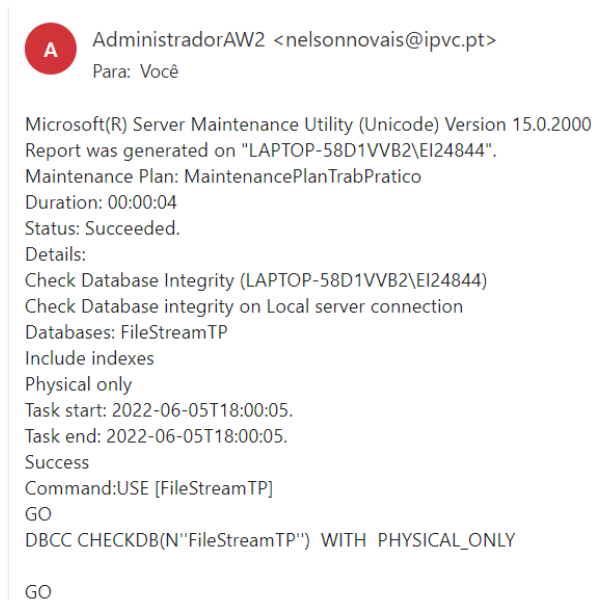 A
AdministradorAW2 <nelsonnovais@ipvc.pt>
Para: Você
Microsoft(R) Server Maintenance Utility (Unicode) Version 15.0.2000
Report was generated on "LAPTOP-58D1VVB2\EI24844".
Maintenance Plan: MaintenancePlanTrabPratico
Duration: 00:00:04
Status: Succeeded.
Details:
Check Database Integrity (LAPTOP-58D1VVB2\EI24844)
Check Database integrity on Local server connection
Databases: FileStreamTP
Include indexes
Physical only
Task start: 2022-06-05T18:00:05.
Task end: 2022-06-05T18:00:05.
Success
Command:USE [FileStreamTP]
GO
DBCC CHECKDB(N''FileStreamTP'')  WITH  PHYSICAL_ONLY
GO